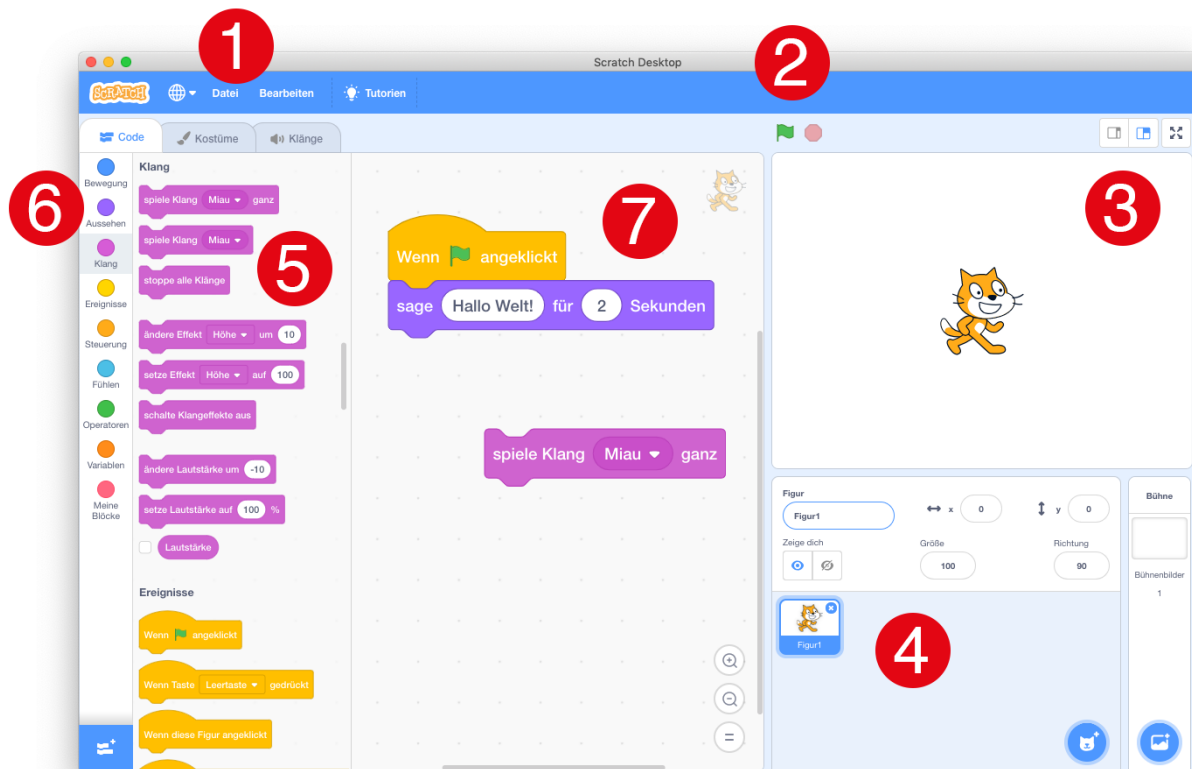 1
2
Scratch Desktop
SCRATCH
Datei
Bearbeiten
Tutorien
Code
Kostüme
Klänge
6
Bewegung
Aussehen
Klang
Ereignisse
Steuerung
Fühlen
Operatoren
Variablen
Meine
Blöcke
Klang
spiele Klang Miau ganz
spiele Klang Miau
5
stoppe alle Klänge
ändere Effekt Höhe um 10
setze Effekt Höhe auf 100
schalte Klangeffekte aus
ändere Lautstärke um -10
setze Lautstärke auf 100 %
Lautstärke
Ereignisse
Wenn angeklickt
Wenn Taste Leertaste gedrückt
Wenn diese Figur angeklickt
7
Wenn angeklickt
sage Hallo Welt! für 2 Sekunden
spiele Klang Miau ganz
=
3
Figur
Figur1
x 0
y 0
Zeige dich
Größe
100
Richtung
90
Figur1
4
Bühne
Bühnenbilder
1